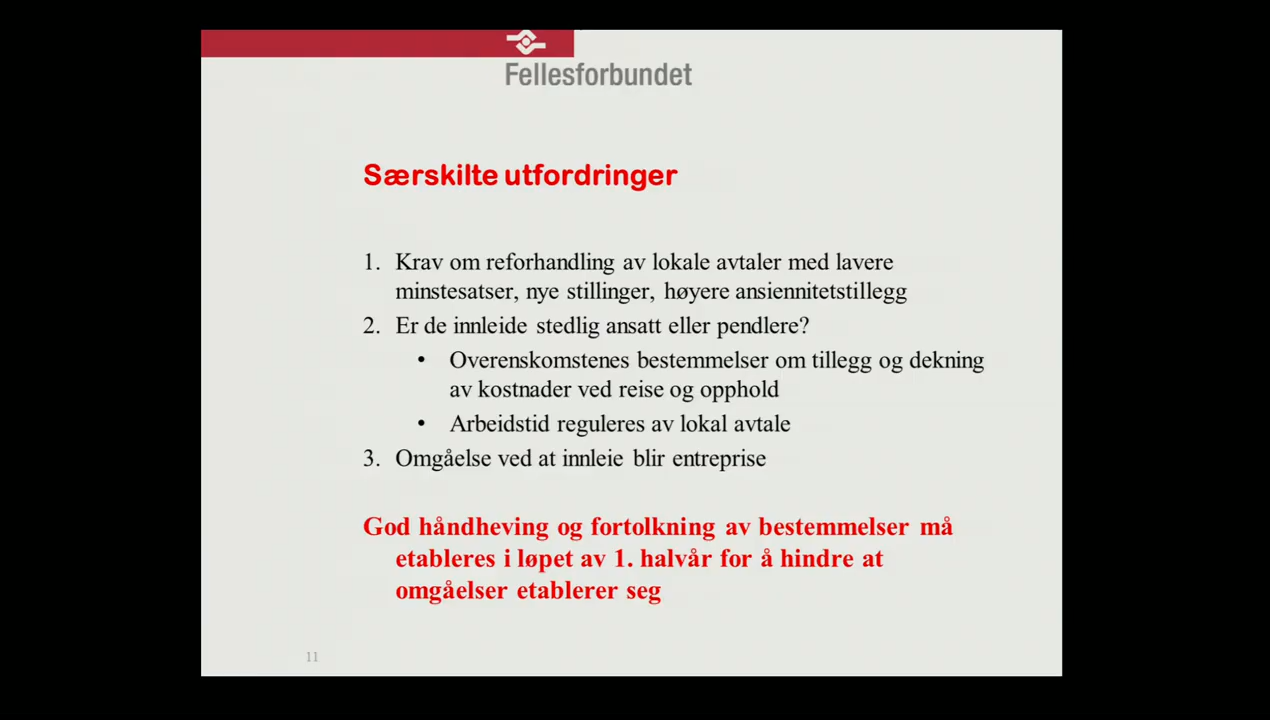 Fellesforbundet
Særskilte utfordringer
1. Krav om reforhandling av lokale avtaler med lavere
minstesatser, nye stillinger, høyere ansiennitetstillegg
2. Er de innleide stedlig ansatt eller pendlere?
• Overenskomstenes bestemmelser om tillegg og dekning
av kostnader ved reise og opphold
• Arbeidstid reguleres av lokal avtale
3. Omgåelse ved at innleie blir entreprise
God håndheving og fortolkning av bestemmelser må
etableres i løpet av 1. halvår for å hindre at
omgåelser etablerer seg
11